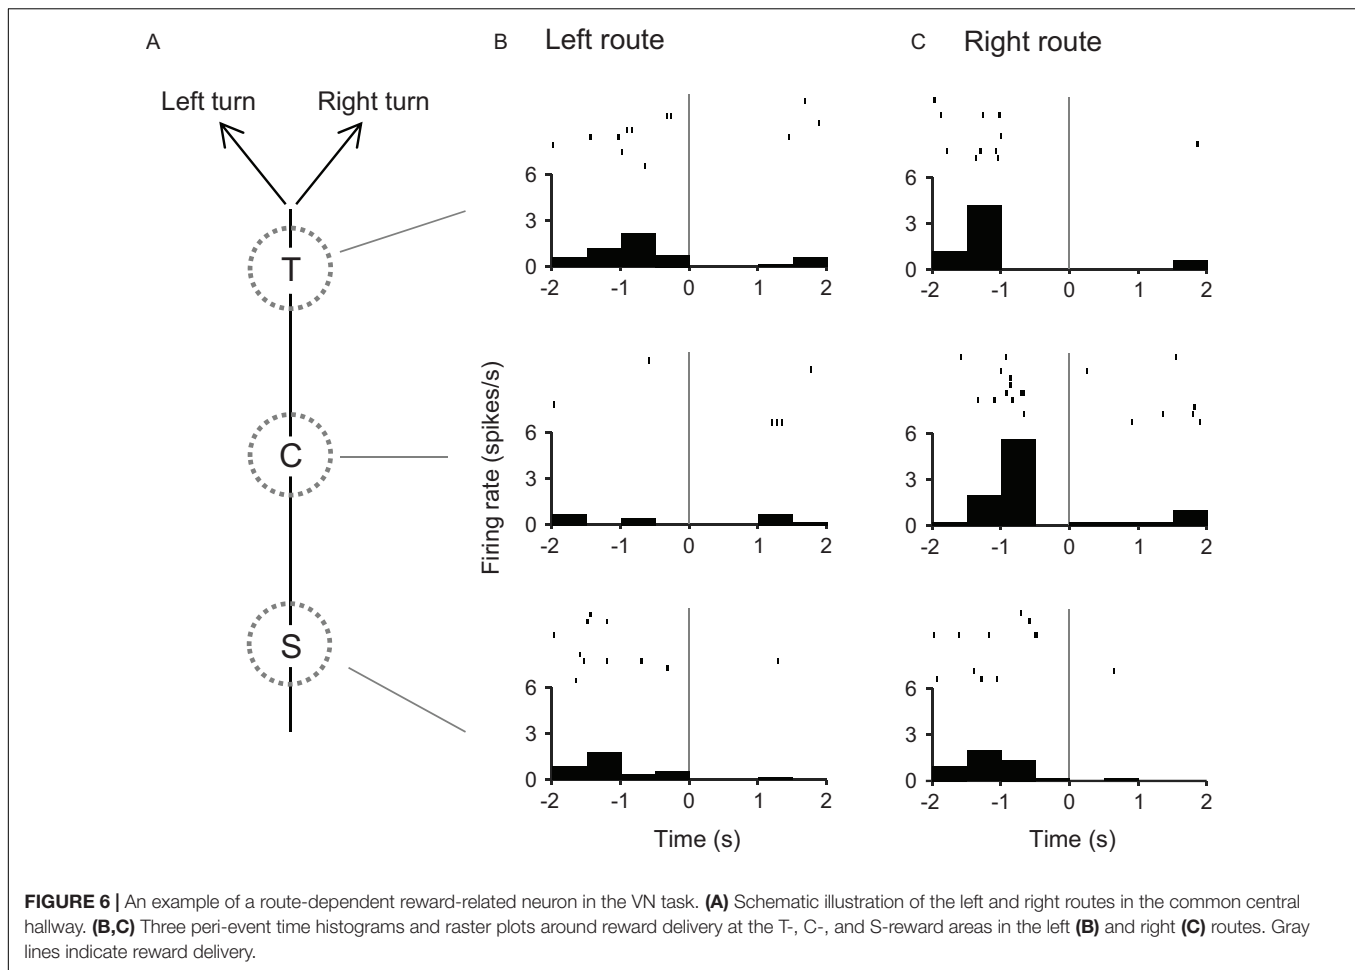 A
B Left route
C Right route
Left turn Right turn
T
C
S
Firing rate (spikes/s)
6
3
0
-2 -1 0 1 2
6
3
0
-2 -1 0 1 2
6
3
0
-2 -1 0 1 2
6
3
0
-2 -1 0 1 2
6
3
0
-2 -1 0 1 2
6
3
0
-2 -1 0 1 2
Time (s) Time (s)
FIGURE 6 | An example of a route-dependent reward-related neuron in the VN task. (A) Schematic illustration of the left and right routes in the common central
hallway. (B,C) Three peri-event time histograms and raster plots around reward delivery at the T-, C-, and S-reward areas in the left (B) and right (C) routes. Gray
lines indicate reward delivery.